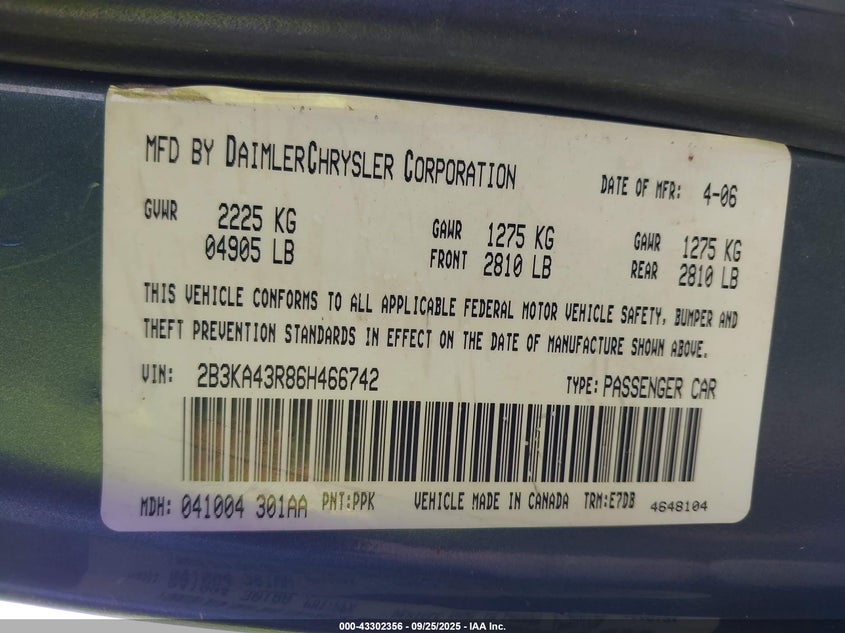 MFD BY DAIMLERCHRYSLER CORPORATION
DATE OF MFR: 4-06
GVWR 2225 KG
04905 LB
GAWR FRONT 1275 KG
2810 LB
GAWR REAR 1275 KG
2810 LB
THIS VEHICLE CONFORMS TO ALL APPLICABLE FEDERAL MOTOR VEHICLE SAFETY, BUMPER AND
THEFT PREVENTION STANDARDS IN EFFECT ON THE DATE OF MANUFACTURE SHOWN ABOVE.
VIN: 2B3KA43R86H466742 TYPE: PASSENGER CAR
MDH: 041004 301AA PNT:PPK VEHICLE MADE IN CANADA TRM:E7DB 4648104
000-43302356 - 09/25/2025 - IAA Inc.